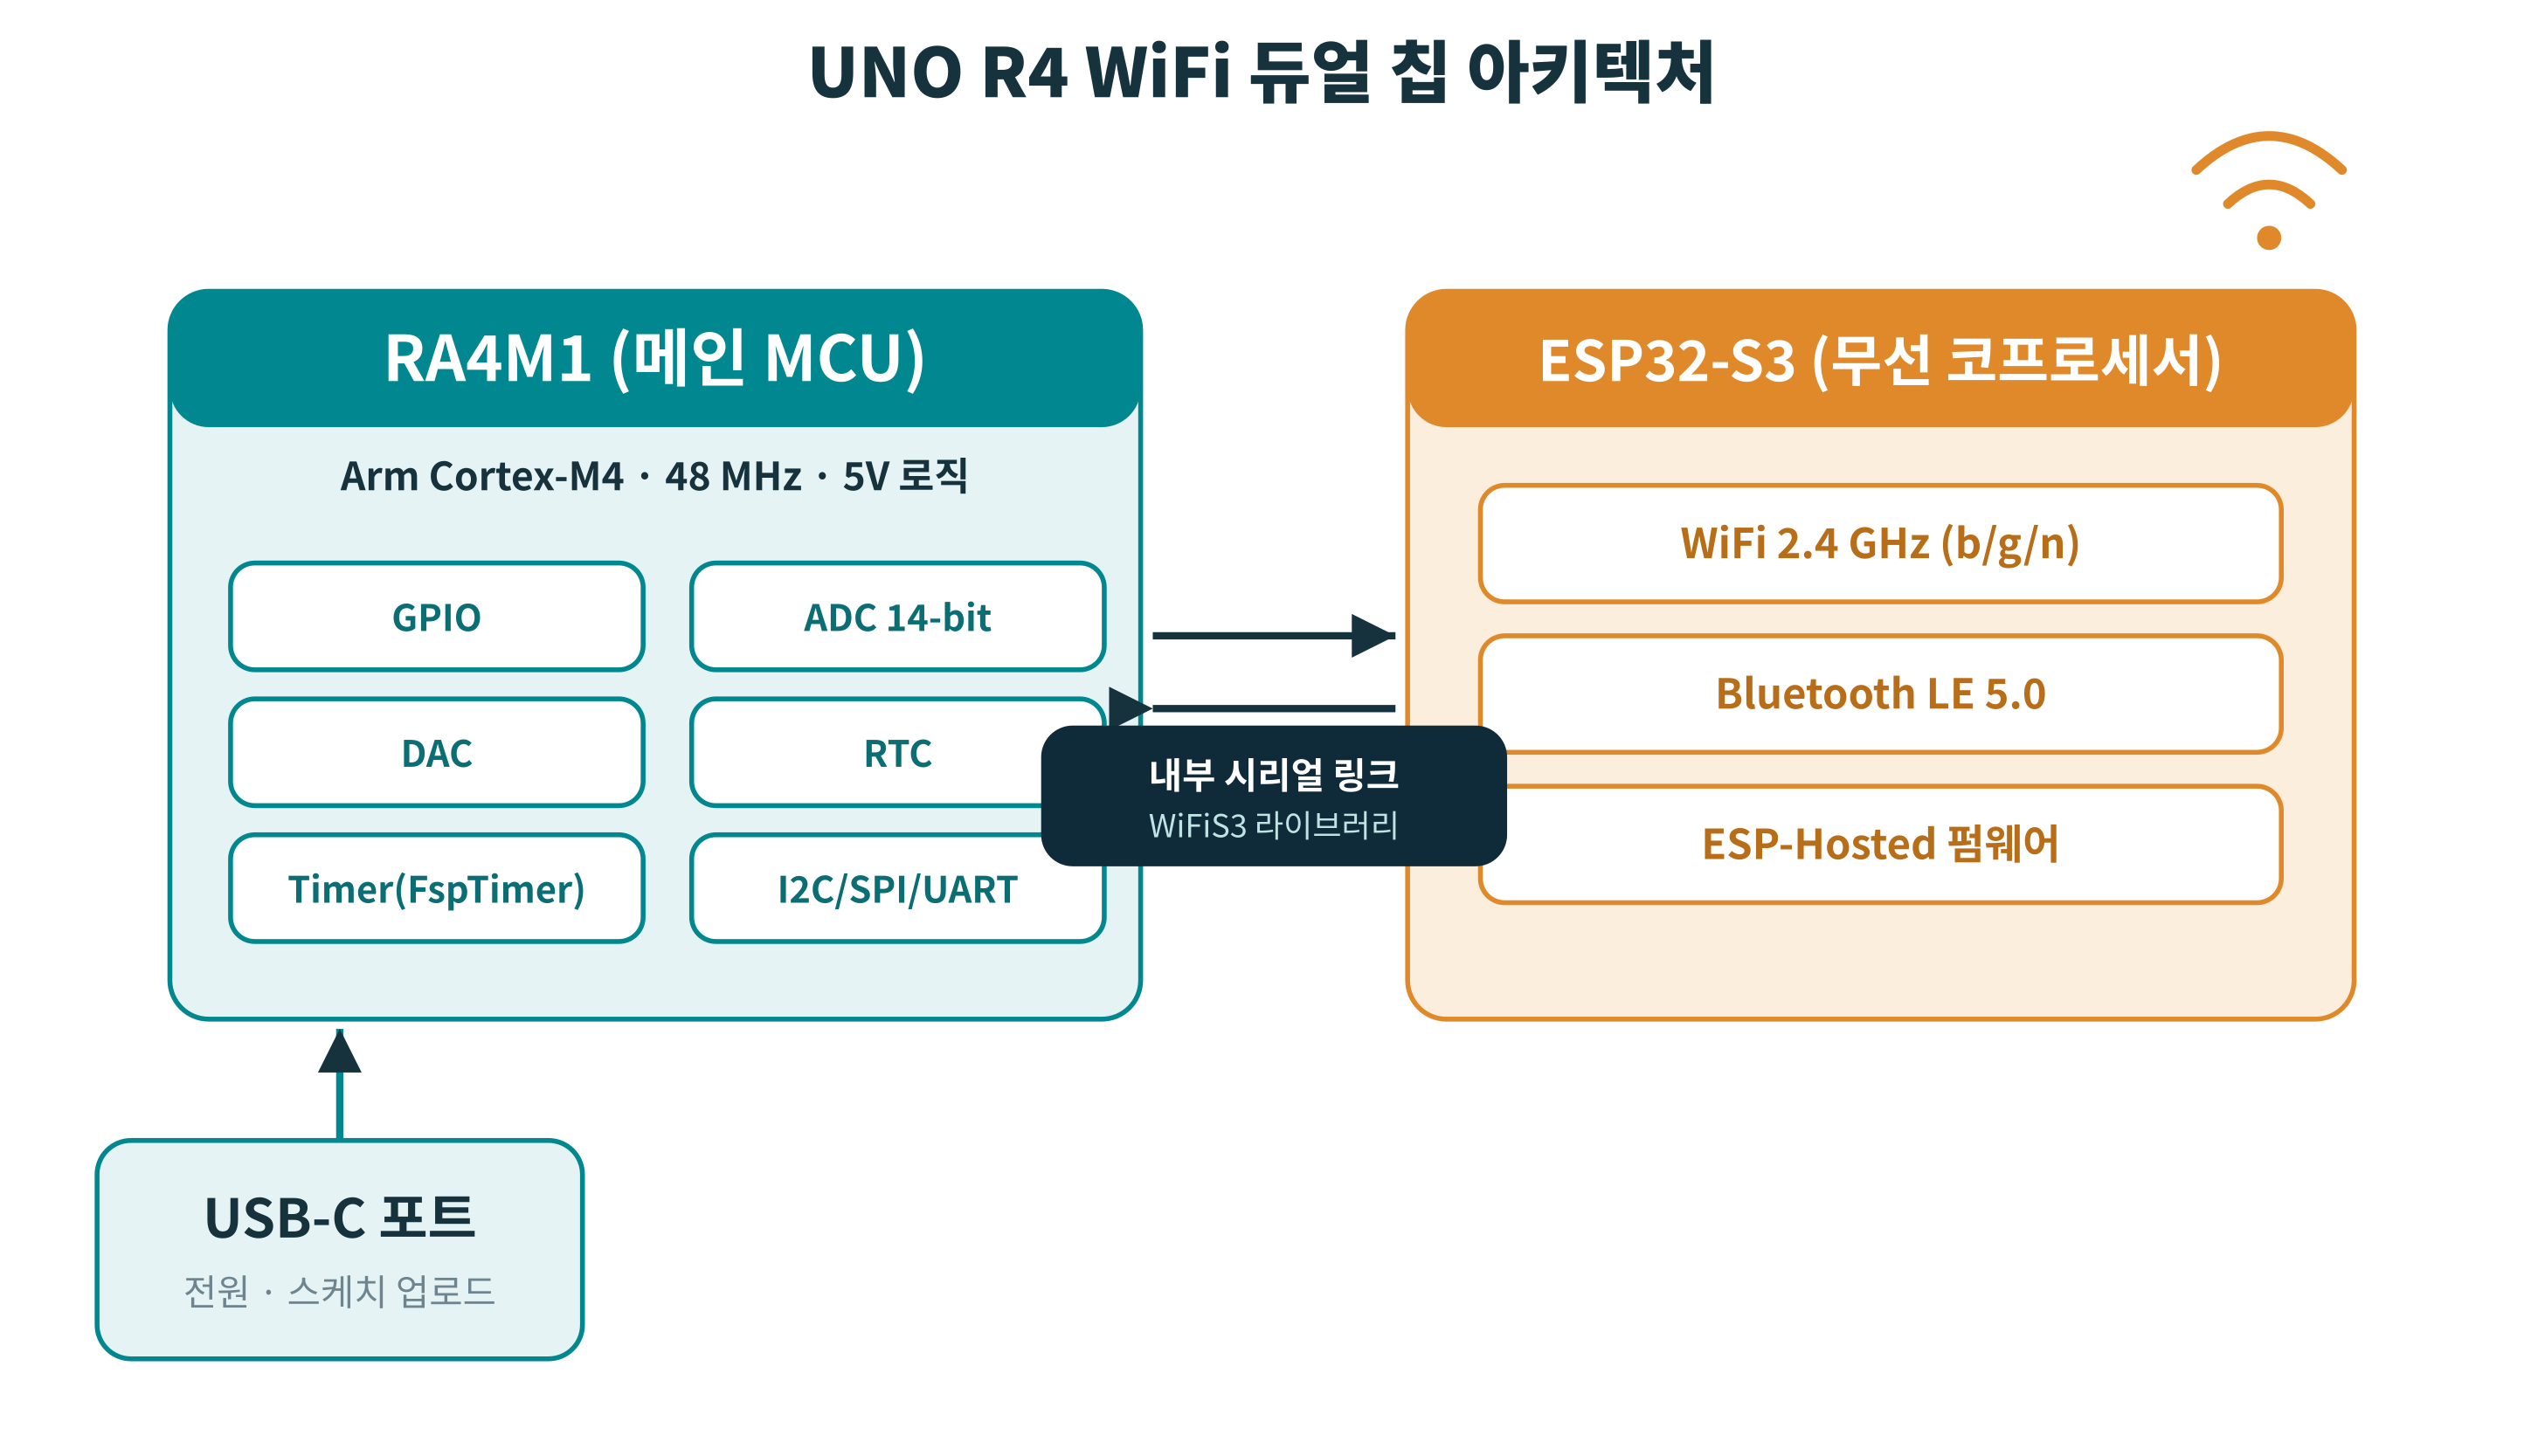 UNO R4 WiFi 듀얼 칩 아키텍처
RA4M1 (메인 MCU)
Arm Cortex-M4 · 48 MHz · 5V 로직
GPIO
ADC 14-bit
DAC
RTC
Timer(FspTimer)
I2C/SPI/UART
내부 시리얼 링크
WiFiS3 라이브러리
ESP32-S3 (무선 코프로세서)
WiFi 2.4 GHz (b/g/n)
Bluetooth LE 5.0
ESP-Hosted 펌웨어
USB-C 포트
전원 · 스케치 업로드